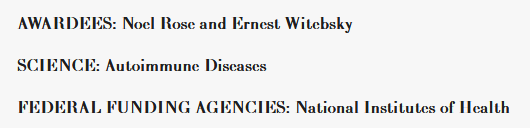 AWARDEES: Noel Rose and Ernest Witebsky
SCIENCE: Autoimmune Diseases
FEDERAL FUNDING AGENCIES: National Institutes of Health